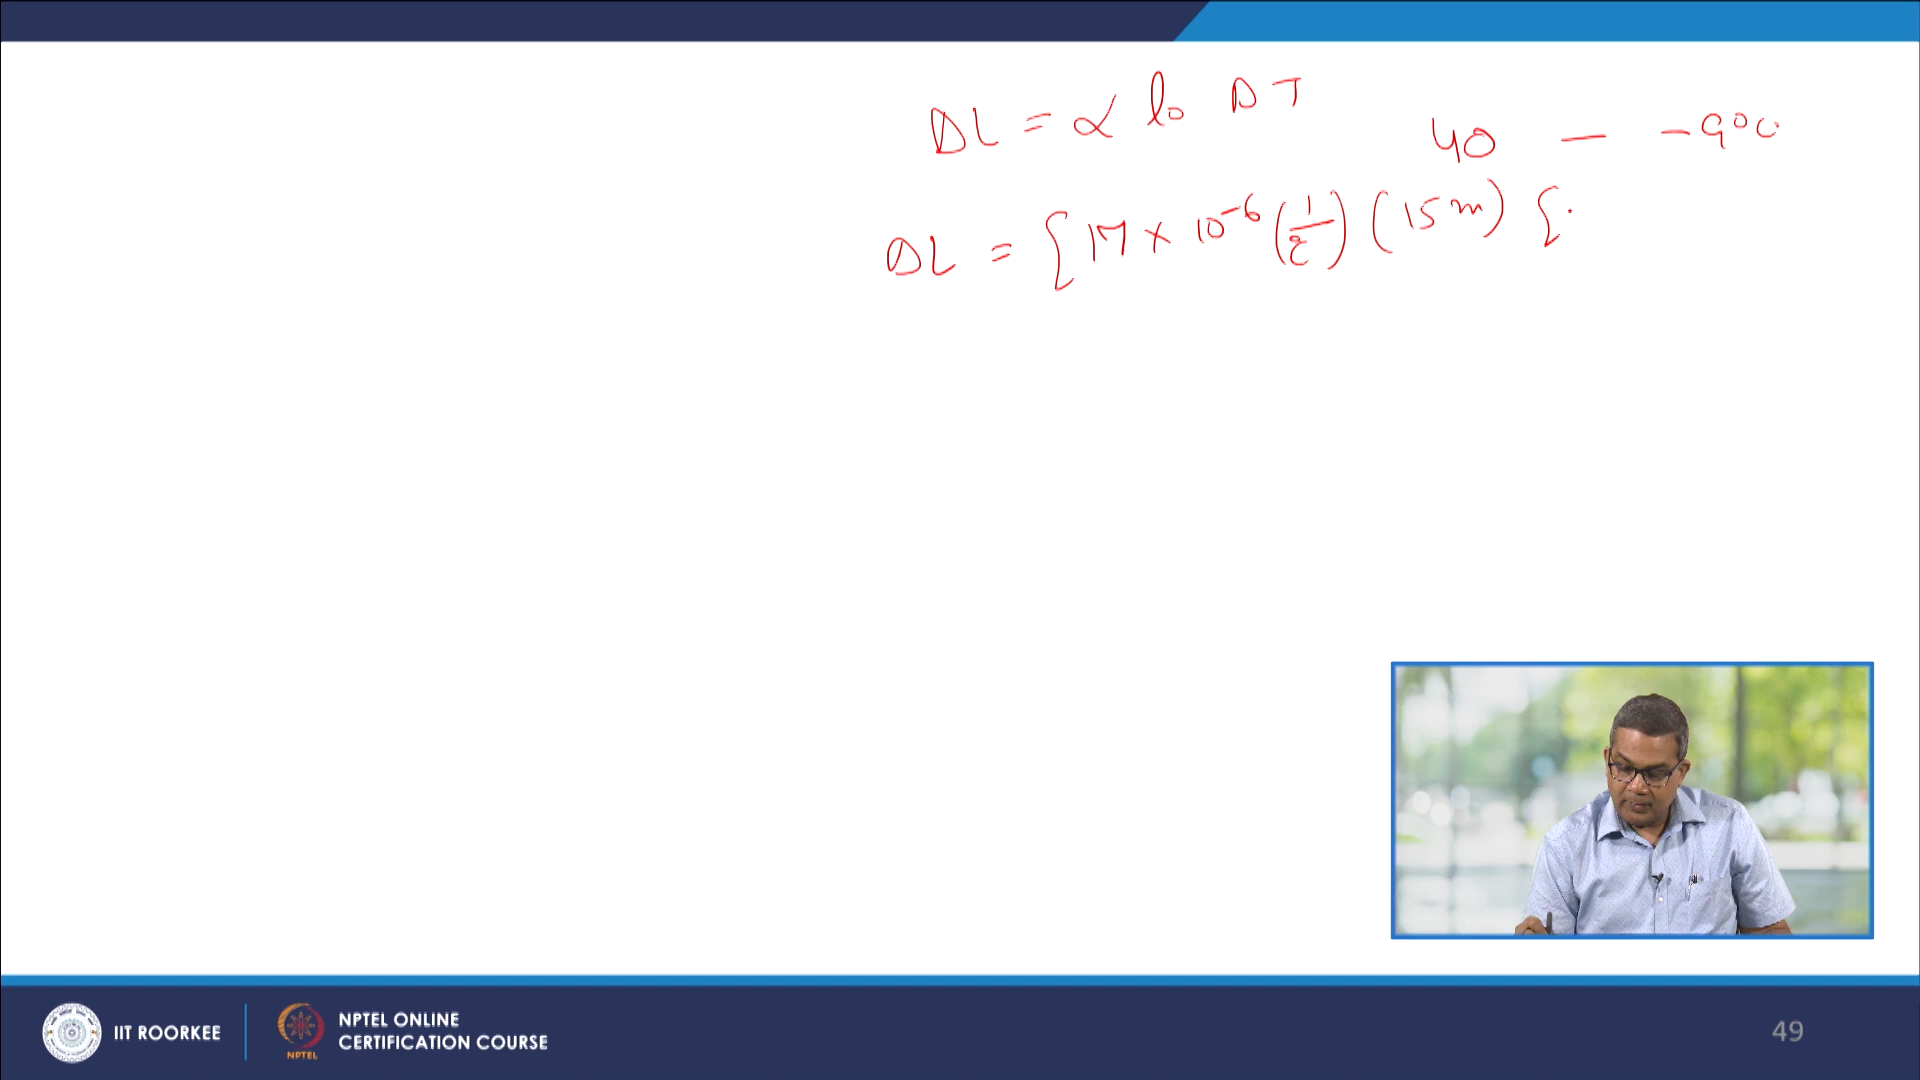 ΔL = α l₀ ΔT
40 — -9°C
ΔL = {17 × 10⁻⁶ (1/°C) (15 m) {
IIT ROORKEE
NPTEL
NPTEL ONLINE
CERTIFICATION COURSE
49